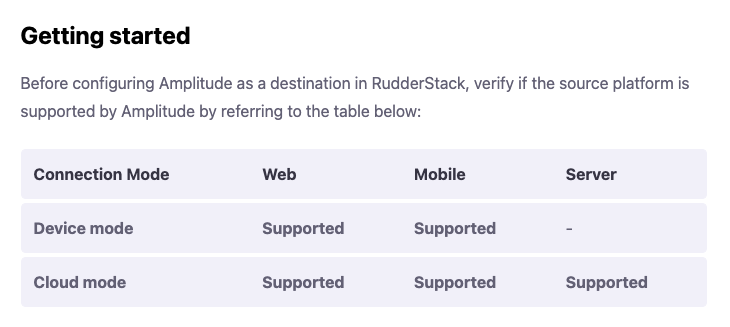 Getting started
Before configuring Amplitude as a destination in RudderStack, verify if the source platform is
supported by Amplitude by referring to the table below:
Connection Mode Web Mobile Server
Device mode Supported Supported -
Cloud mode Supported Supported Supported